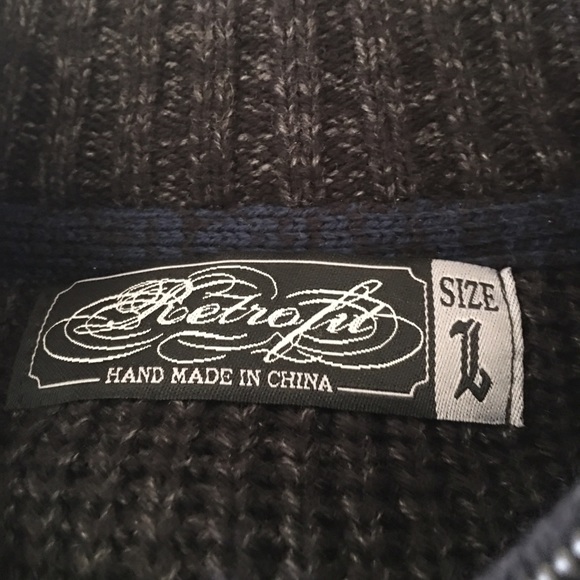 Retrofit
HAND MADE IN CHINA
SIZE
L